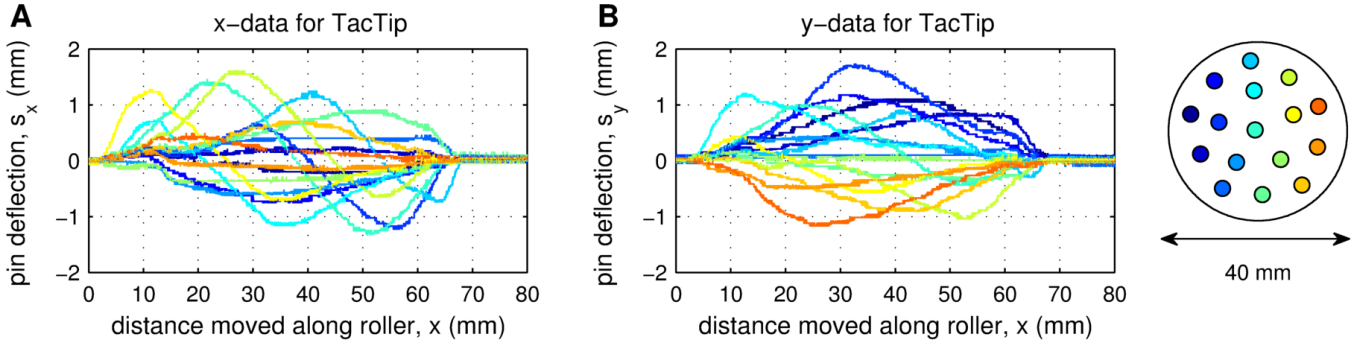 A
x−data for TacTip
pin deflection, sx (mm)
2
1
0
−1
−2
0 10 20 30 40 50 60 70 80
distance moved along roller, x (mm)
B
y−data for TacTip
pin deflection, sy (mm)
2
1
0
−1
−2
0 10 20 30 40 50 60 70 80
distance moved along roller, x (mm)
40 mm